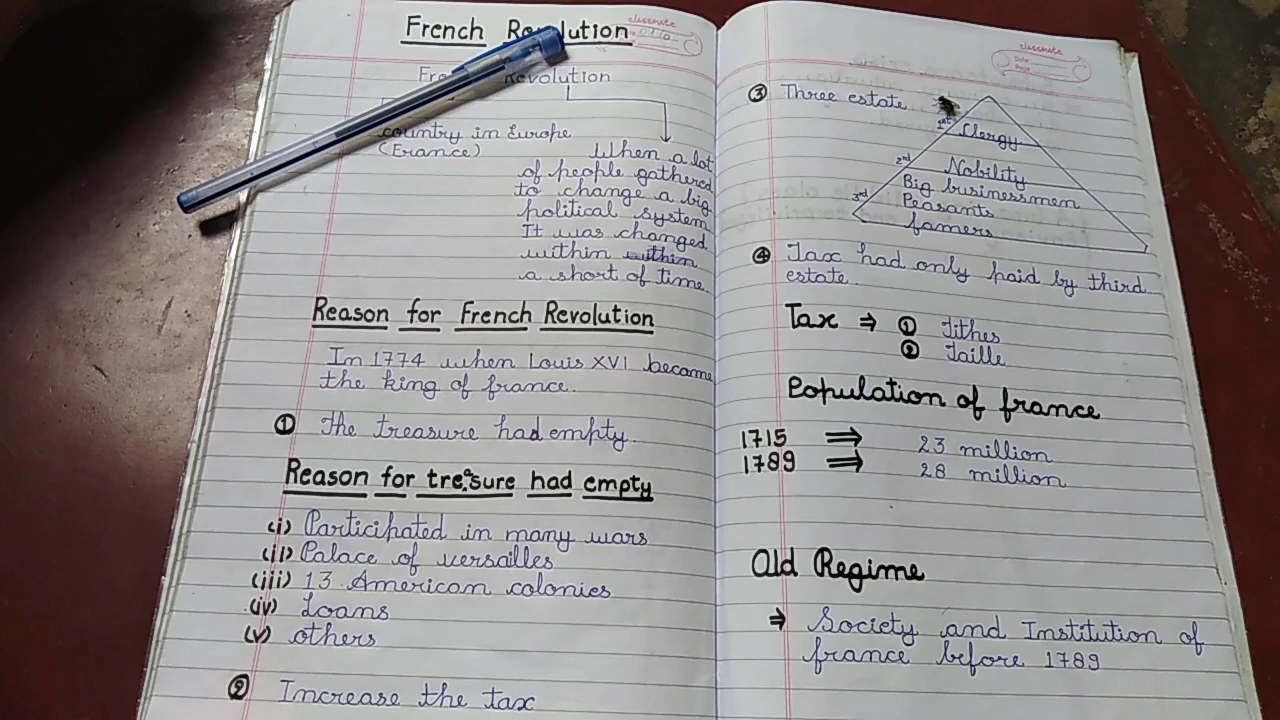 French Revolution
classmate
Revolution
country in Europe
(France)
When a lot
of people gathered
to change a big
political system
It was changed
within within
a short of time.
Reason for French Revolution
In 1774 when Louis XVI became
the king of france.
① The treasure had empty.
Reason for treasure had empty
(i) Participated in many wars
(ii) Palace of versailles
(iii) 13 American colonies
(iv) Loans
(v) others
② Increase the tax
classmate
Date
Page
③ Three estate
1st Clergy
2nd Nobility
Big businessmen
3rd Peasants
famers
④ Tax had only paid by third
estate.
Tax ⇒ ① Tithes
② Taille
Population of france
1715 ⇒ 23 million
1789 ⇒ 28 million
Old Regime
⇒ Society and Institution of
france before 1789